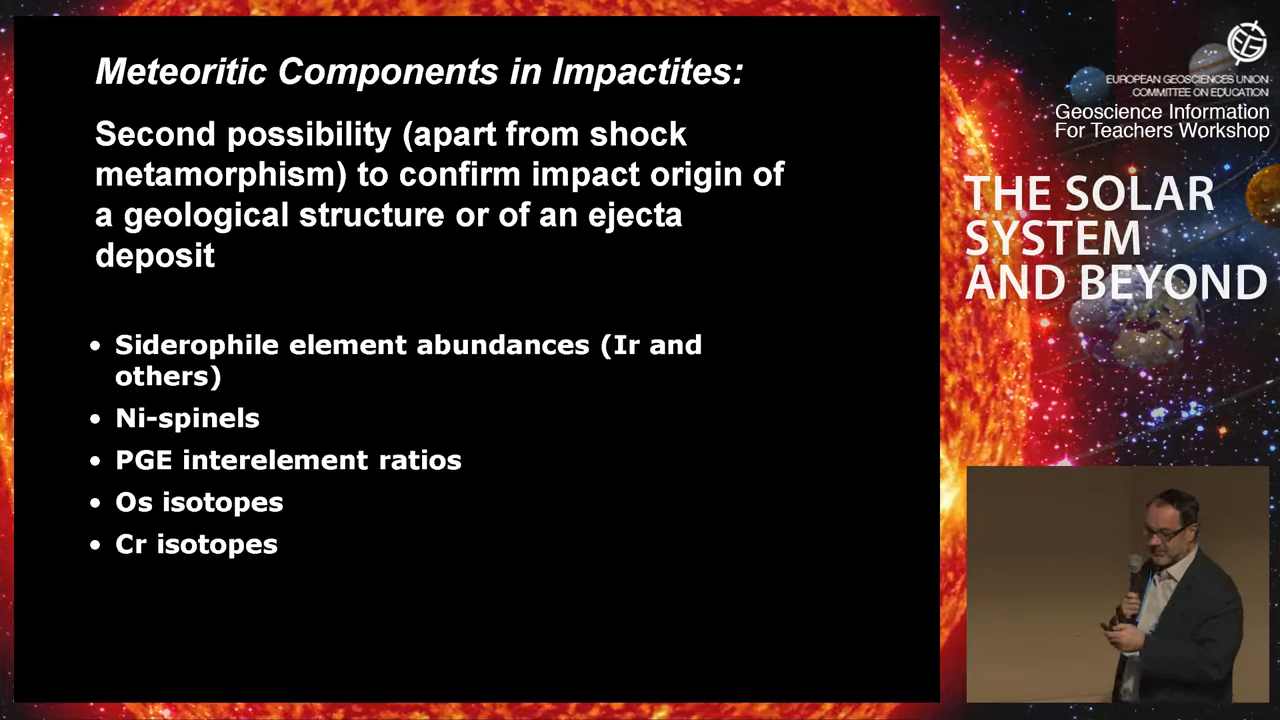 Meteoritic Components in Impactites:
Second possibility (apart from shock
metamorphism) to confirm impact origin of
a geological structure or of an ejecta
deposit
• Siderophile element abundances (Ir and
others)
• Ni-spinels
• PGE interelement ratios
• Os isotopes
• Cr isotopes
EUROPEAN GEOSCIENCES UNION
COMMITTEE ON EDUCATION
Geoscience Information
For Teachers Workshop
THE SOLAR
SYSTEM
AND BEYOND